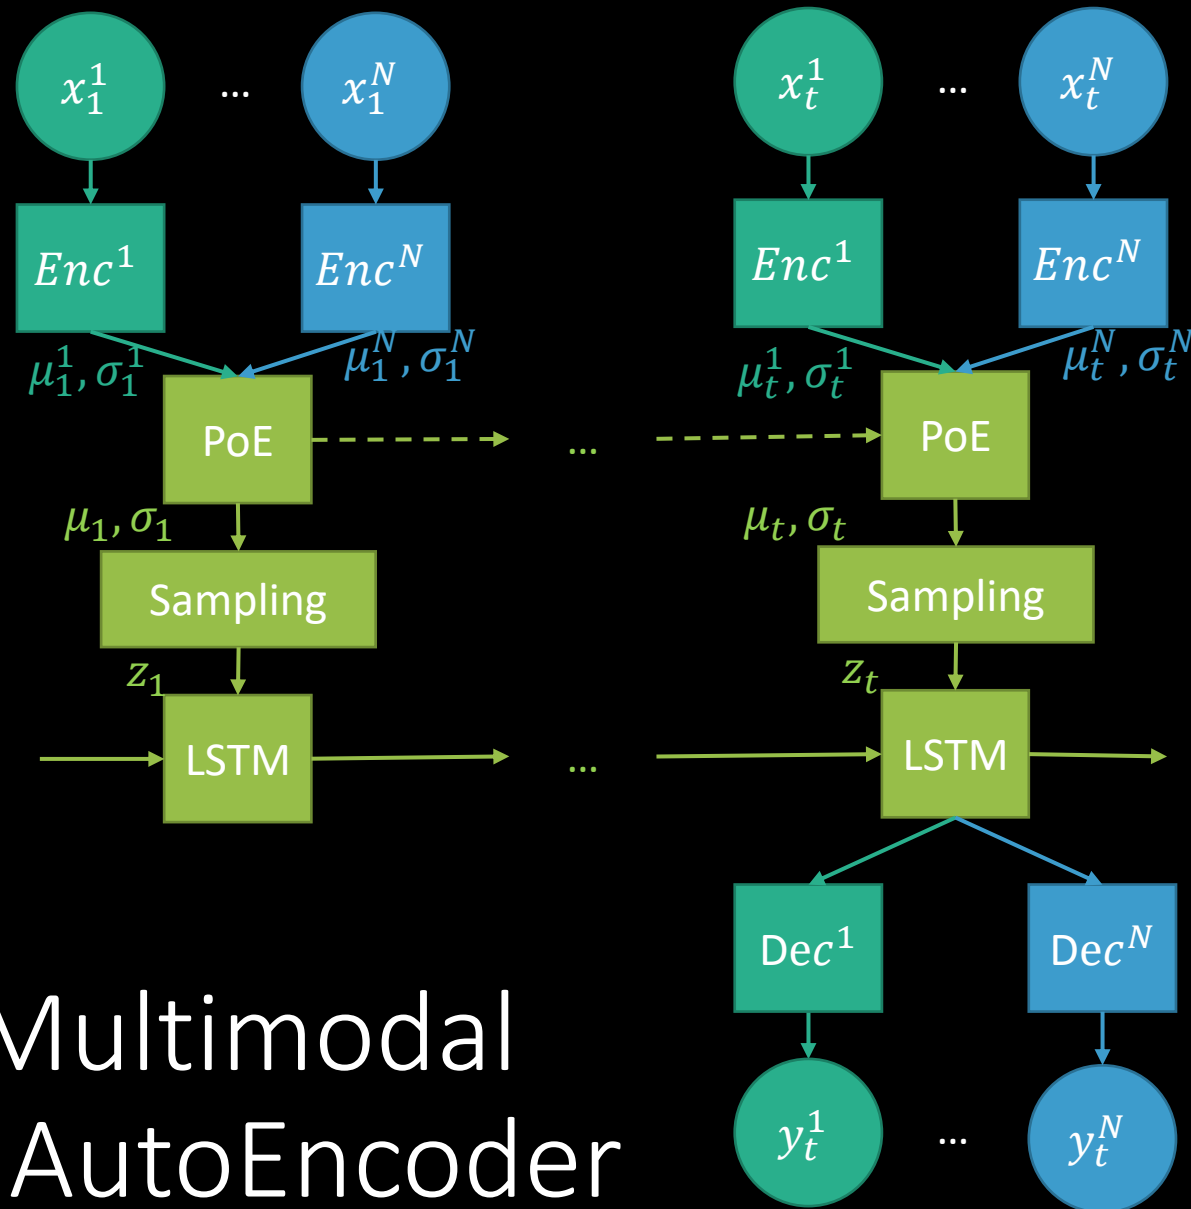 x_1^1 ... x_1^N x_t^1 ... x_t^N
Enc^1 Enc^N Enc^1 Enc^N
μ_1^1, σ_1^1 μ_1^N, σ_1^N μ_t^1, σ_t^1 μ_t^N, σ_t^N
PoE ... PoE
μ_1, σ_1 μ_t, σ_t
Sampling Sampling
z_1 z_t
LSTM ... LSTM
Dec^1 Dec^N
Multimodal
AutoEncoder
y_t^1 ... y_t^N